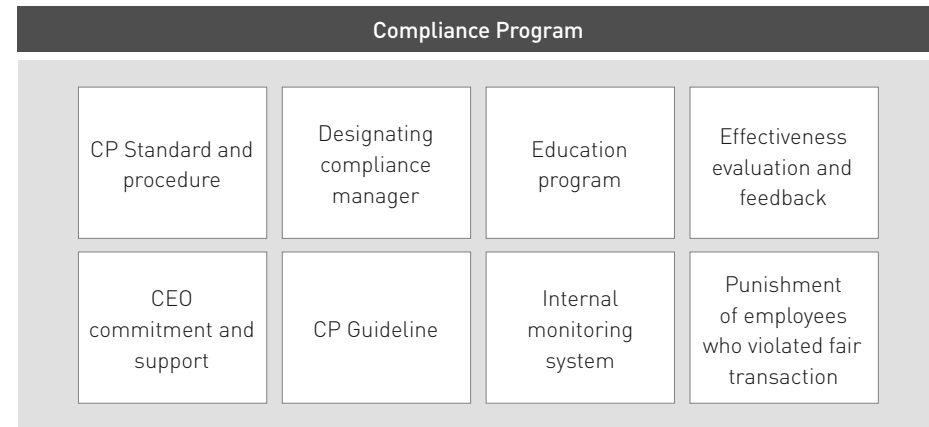 Compliance Program
CP Standard and
procedure
Designating
compliance
manager
Education
program
Effectiveness
evaluation and
feedback
CEO
commitment and
support
CP Guideline
Internal
monitoring
system
Punishment
of employees
who violated fair
transaction